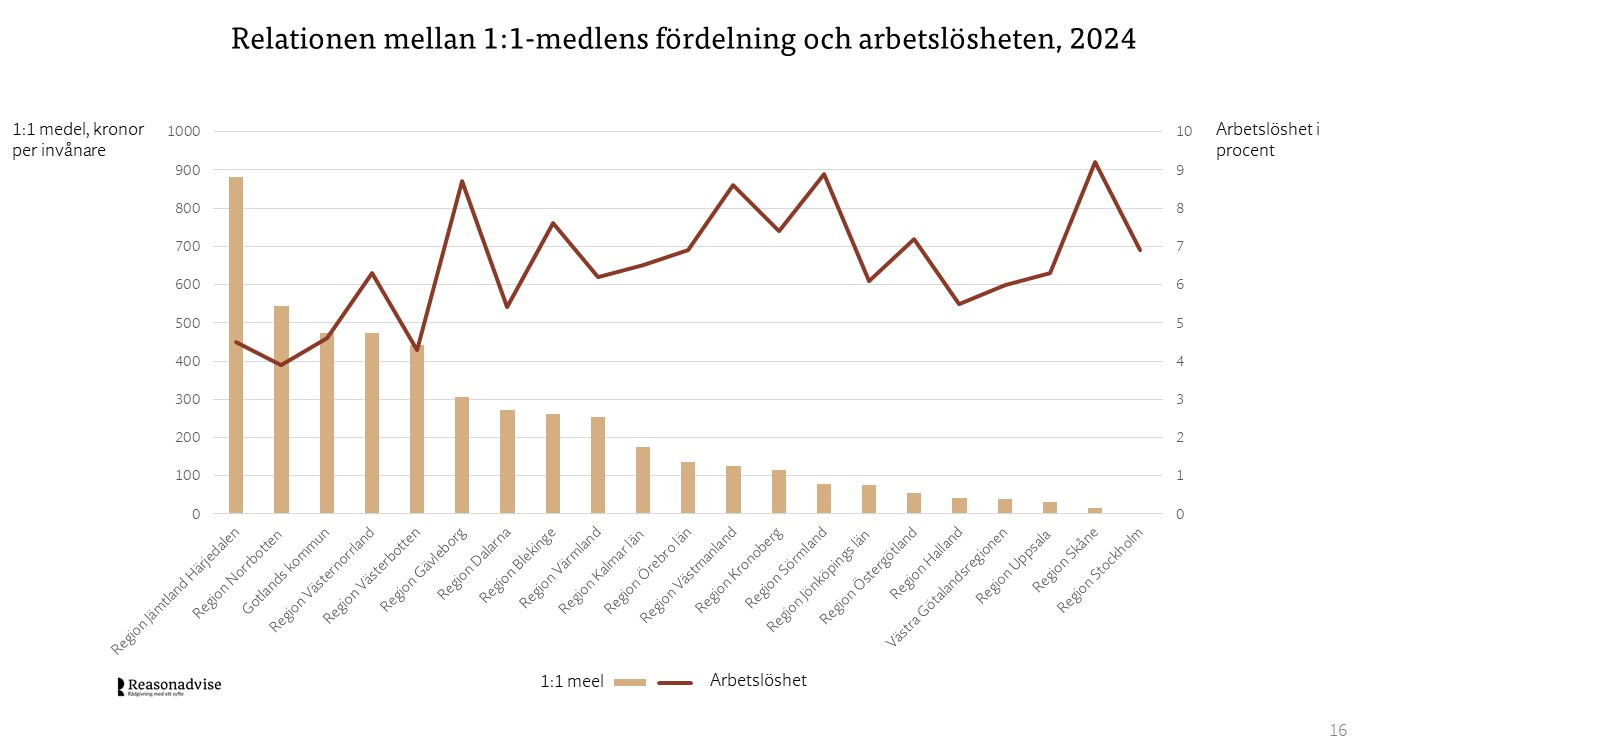 Relationen mellan 1:1-medlens fördelning och arbetslösheten, 2024
1:1 medel, kronor
per invånare
Arbetslöshet i
procent
1000
900
800
700
600
500
400
300
200
100
0
10
9
8
7
6
5
4
3
2
1
0
Region Jämtland Härjedalen
Region Norrbotten
Gotlands kommun
Region Västernorrland
Region Västerbotten
Region Gävleborg
Region Dalarna
Region Blekinge
Region Värmland
Region Kalmar län
Region Örebro län
Region Västmanland
Region Kronoberg
Region Sörmland
Region Jönköpings län
Region Östergötland
Region Halland
Västra Götalandsregionen
Region Uppsala
Region Skåne
Region Stockholm
1:1 meel
Arbetslöshet
Reasonadvise
Rådgivning med ett syfte
16